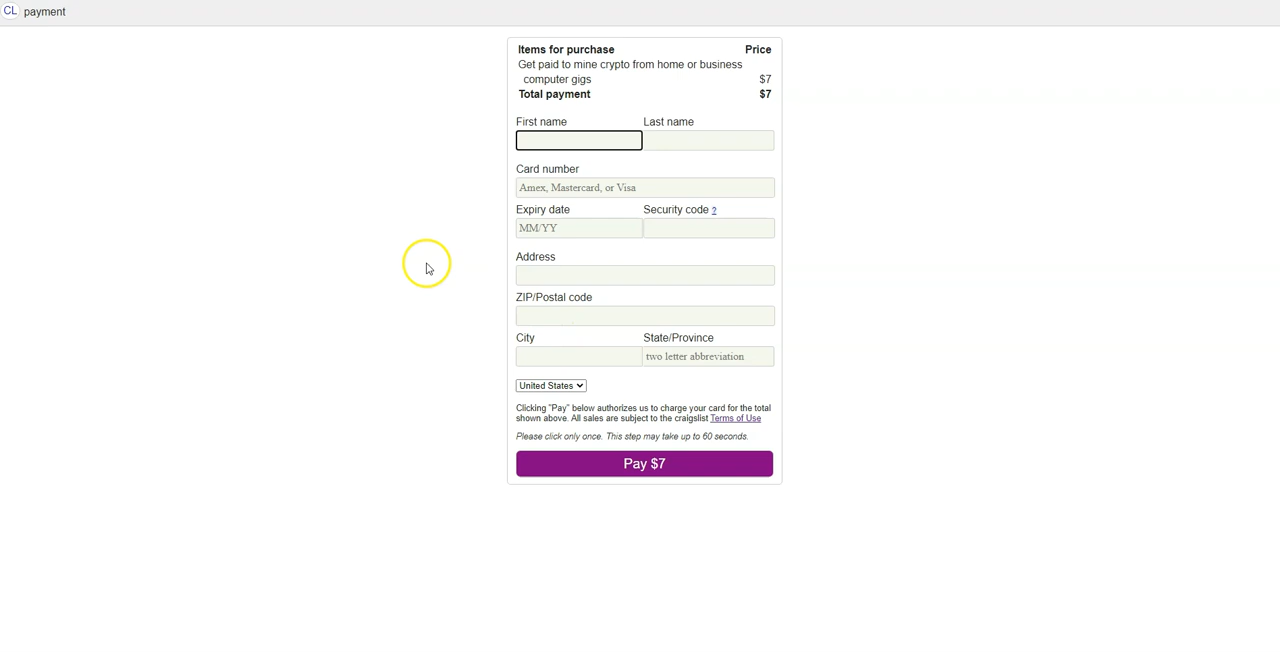 CL payment
Items for purchase Price
Get paid to mine crypto from home or business
computer gigs $7
Total payment $7
First name Last name
Card number
Amex, Mastercard, or Visa
Expiry date Security code ?
MM/YY
Address
ZIP/Postal code
City State/Province
two letter abbreviation
United States
Clicking "Pay" below authorizes us to charge your card for the total
shown above. All sales are subject to the craigslist Terms of Use
Please click only once. This step may take up to 60 seconds.
Pay $7